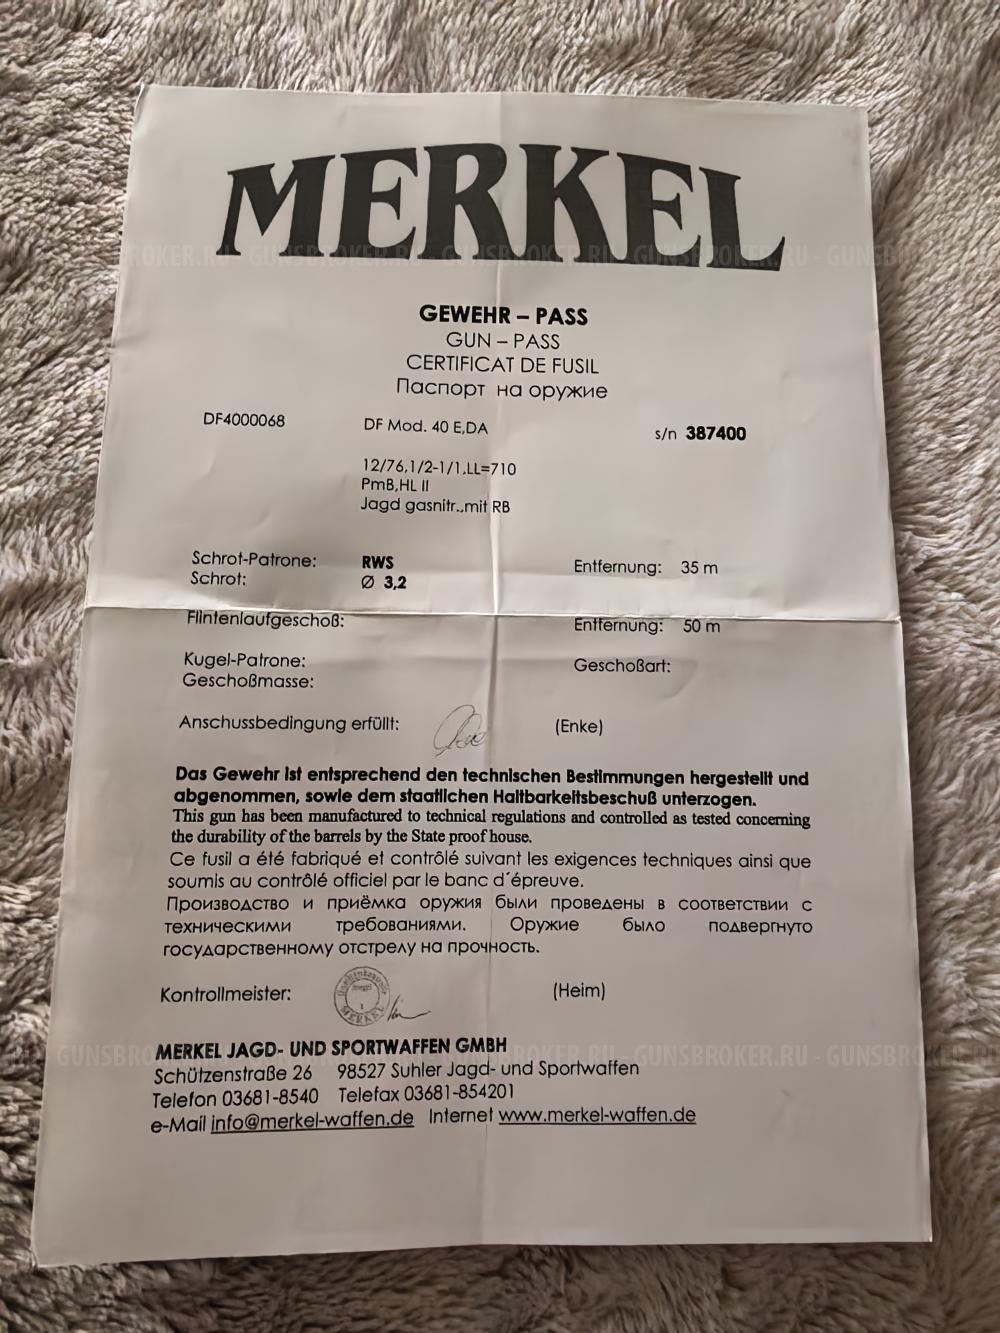 MERKEL
GEWEHR – PASS
GUN – PASS
CERTIFICAT DE FUSIL
Паспорт на оружие
DF4000068 DF Mod. 40 E,DA s/n 387400
12/76,1/2-1/1,LL=710
PmB,HL II
Jagd gasnitr.,mit RB
Schrot-Patrone: RWS Entfernung: 35 m
Schrot: Ø 3,2
Flintenlaufgeschoß: Entfernung: 50 m
Kugel-Patrone: Geschoßart:
Geschoßmasse:
Anschussbedingung erfüllt: (Enke)
Das Gewehr ist entsprechend den technischen Bestimmungen hergestellt und
abgenommen, sowie dem staatlichen Haltbarkeitsbeschuß unterzogen.
This gun has been manufactured to technical regulations and controlled as tested concerning
the durability of the barrels by the State proof house.
Ce fusil a été fabriqué et contrôlé suivant les exigences techniques ainsi que
soumis au contrôle officiel par le banc d´épreuve.
Производство и приёмка оружия были проведены в соответствии с
техническими требованиями. Оружие было подвергнуто
государственному отстрелу на прочность.
Kontrollmeister: (Heim)
MERKEL
MERKEL JAGD- UND SPORTWAFFEN GMBH
Schützenstraße 26 98527 Suhler Jagd- und Sportwaffen
Telefon 03681-8540 Telefax 03681-854201
e-Mail info@merkel-waffen.de Internet www.merkel-waffen.de
GUNSBROKER.RU - GUNSBROKER.RU - GUNSBROKER.RU
GUNSBROKER.RU - GUNSBROKER.RU